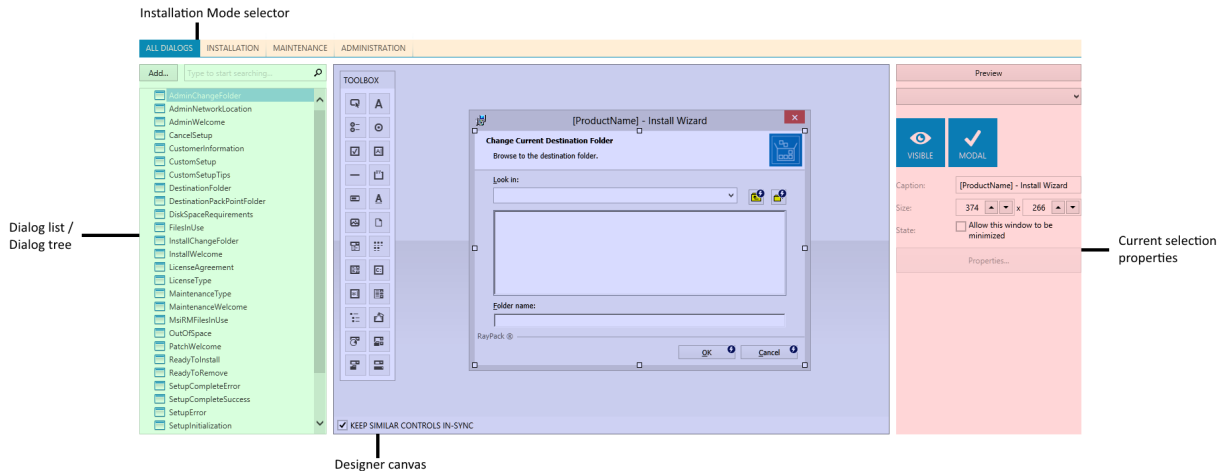 Installation Mode selector
ALL DIALOGS INSTALLATION MAINTENANCE ADMINISTRATION
Add... Type to start searching...
AdminChangeFolder
AdminNetworkLocation
AdminWelcome
CancelSetup
CustomerInformation
CustomSetup
CustomSetupTips
DestinationFolder
DestinationPackPointFolder
DiskSpaceRequirements
FilesInUse
InstallChangeFolder
InstallWelcome
LicenseAgreement
LicenseType
MaintenanceType
MaintenanceWelcome
MsiRMFilesInUse
OutOfSpace
PatchWelcome
ReadyToInstall
ReadyToRemove
SetupCompleteError
SetupCompleteSuccess
SetupError
SetupInitialization
Dialog list /
Dialog tree
TOOLBOX
[ProductName] - Install Wizard
Change Current Destination Folder
Browse to the destination folder.
Look in:
Folder name:
RayPack ®
OK Cancel
KEEP SIMILAR CONTROLS IN-SYNC
Designer canvas
Preview
VISIBLE MODAL
Caption: [ProductName] - Install Wizard
Size: 374 x 266
State: Allow this window to be
minimized
Properties...
Current selection
properties